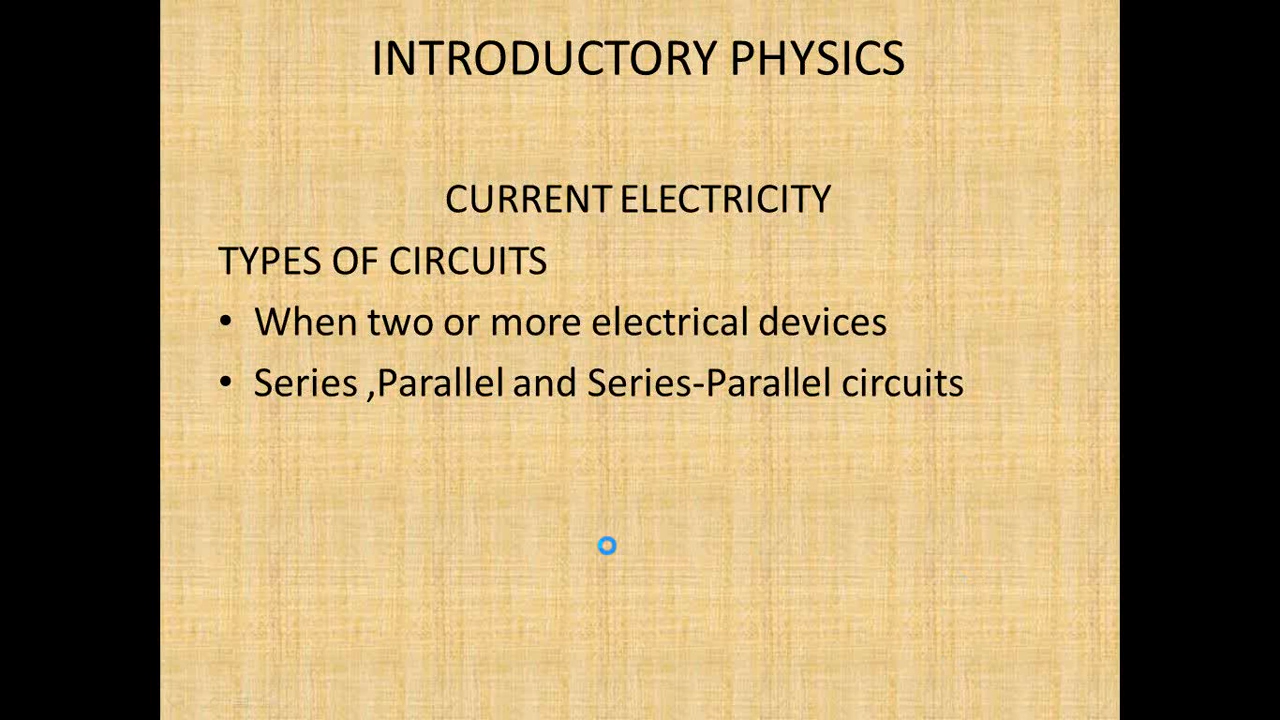 INTRODUCTORY PHYSICS
CURRENT ELECTRICITY
TYPES OF CIRCUITS
• When two or more electrical devices
• Series ,Parallel and Series-Parallel circuits